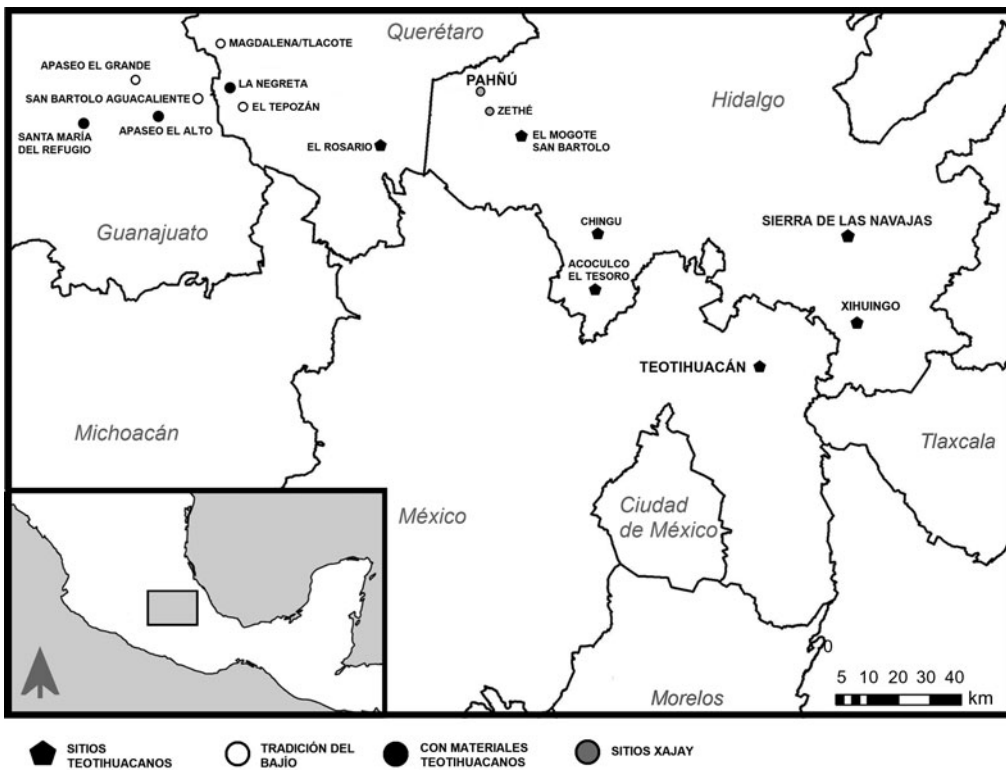 Querétaro
MAGDALENA/TLACOTE
APASEO EL GRANDE
LA NEGRETA
PAHÑÚ
Hidalgo
SAN BARTOLO AGUACALIENTE
EL TEPOZÁN
ZETHÉ
SANTA MARÍA
DEL REFUGIO
APASEO EL ALTO
EL ROSARIO
EL MOGOTE
SAN BARTOLO
Guanajuato
CHINGU
SIERRA DE LAS NAVAJAS
ACOCULCO
EL TESORO
XIHUINGO
TEOTIHUACÁN
Michoacán
Tlaxcala
México
Ciudad
de México
Morelos
0
5 10 20 30 40
km
SITIOS
TEOTIHUACANOS
TRADICIÓN DEL
BAJÍO
CON MATERIALES
TEOTIHUACANOS
SITIOS XAJAY